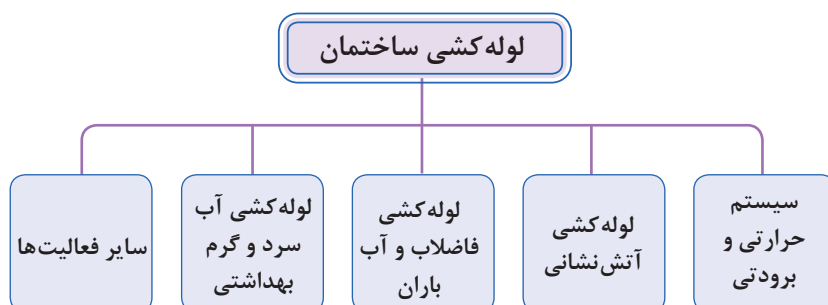 لوله‌کشی ساختمان
سیستم
حرارتی و
برودتی
لوله‌کشی
آتش‌نشانی
لوله‌کشی
فاضلاب و آب
باران
لوله‌کشی آب
سرد و گرم
بهداشتی
سایر فعالیت‌ها